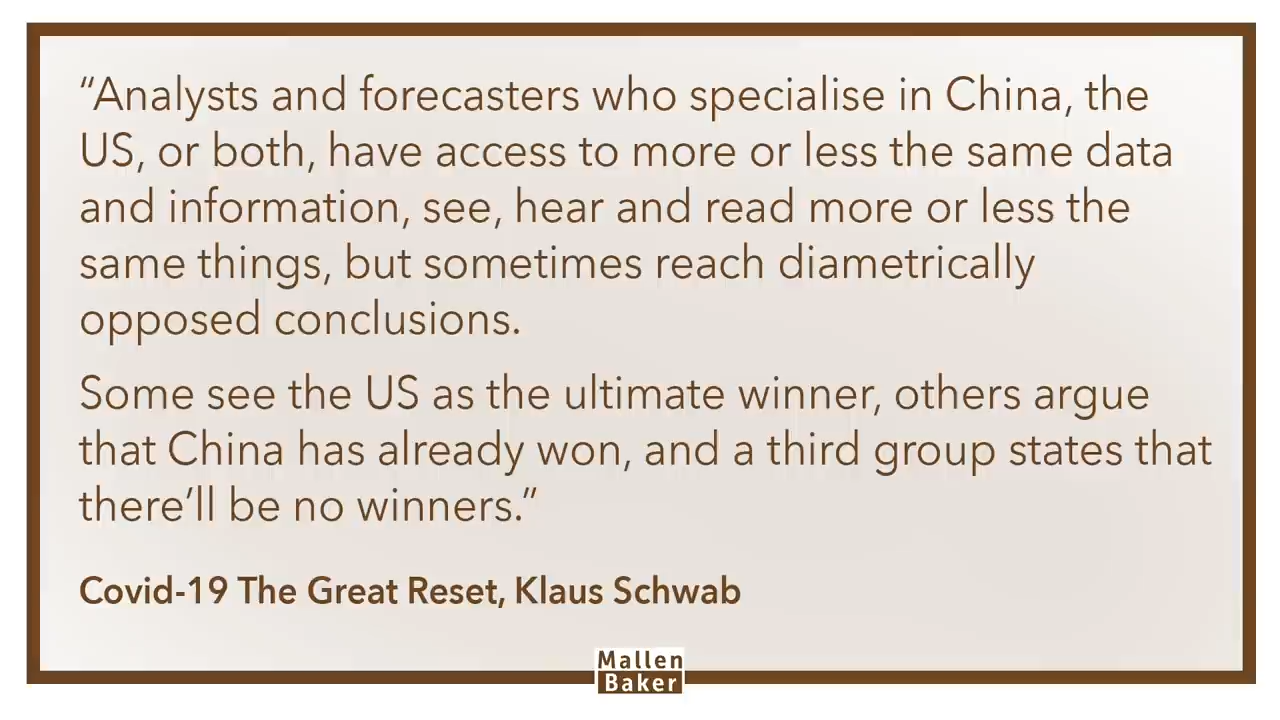 “Analysts and forecasters who specialise in China, the
US, or both, have access to more or less the same data
and information, see, hear and read more or less the
same things, but sometimes reach diametrically
opposed conclusions.
Some see the US as the ultimate winner, others argue
that China has already won, and a third group states that
there’ll be no winners.”
Covid-19 The Great Reset, Klaus Schwab
Mallen
Baker